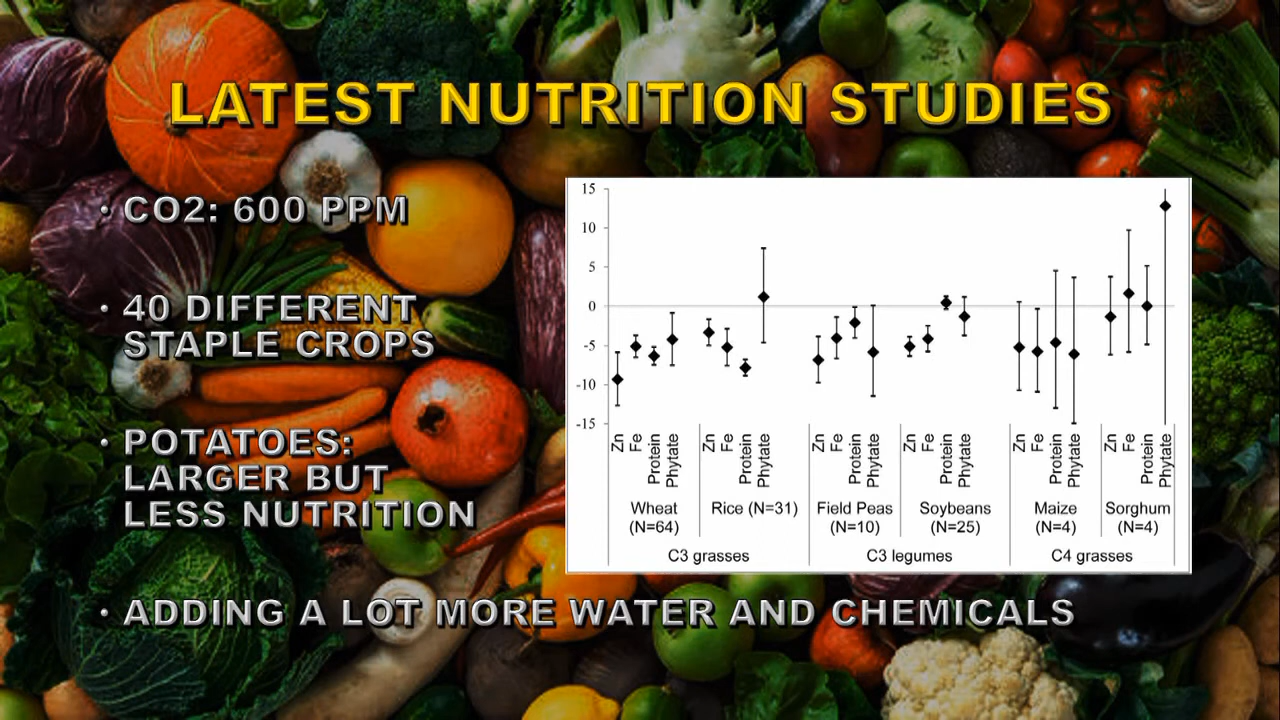 LATEST NUTRITION STUDIES
• CO2: 600 PPM
• 40 DIFFERENT
STAPLE CROPS
• POTATOES:
LARGER BUT
LESS NUTRITION
15
10
5
0
-5
-10
-15
Zn Fe Protein Phytate Zn Fe Protein Phytate Zn Fe Protein Phytate Zn Fe Protein Phytate Zn Fe Protein Phytate Zn Fe Protein Phytate
Wheat Rice (N=31) Field Peas Soybeans Maize Sorghum
(N=64) (N=10) (N=25) (N=4) (N=4)
C3 grasses C3 legumes C4 grasses
• ADDING A LOT MORE WATER AND CHEMICALS